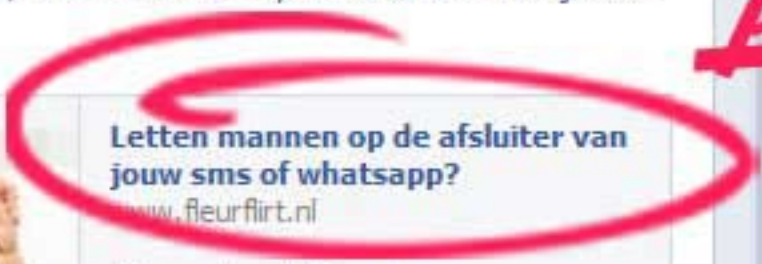 Letten mannen op de afsluiter van
jouw sms of whatsapp?
www.fleurflirt.nl